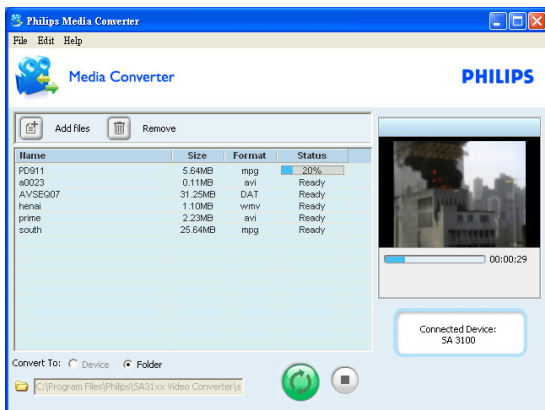 Philips Media Converter
File Edit Help
Media Converter
PHILIPS
Add files Remove
Name Size Format Status
PD911 5.64MB mpg 20%
a0023 0.11MB avi Ready
AVSEQ07 31.25MB DAT Ready
henai 1.10MB wmv Ready
prime 2.23MB avi Ready
south 25.64MB mpg Ready
00:00:29
Connected Device:
SA 3100
Convert To: Device Folder
C:\Program Files\Philips\SA31xx Video Converter\s